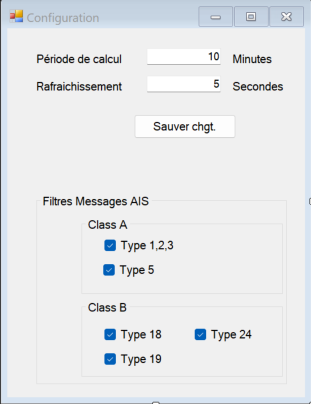 Configuration
Période de calcul 10 Minutes
Rafraichissement 5 Secondes
Sauver chgt.
Filtres Messages AIS
Class A
Type 1,2,3
Type 5
Class B
Type 18 Type 24
Type 19